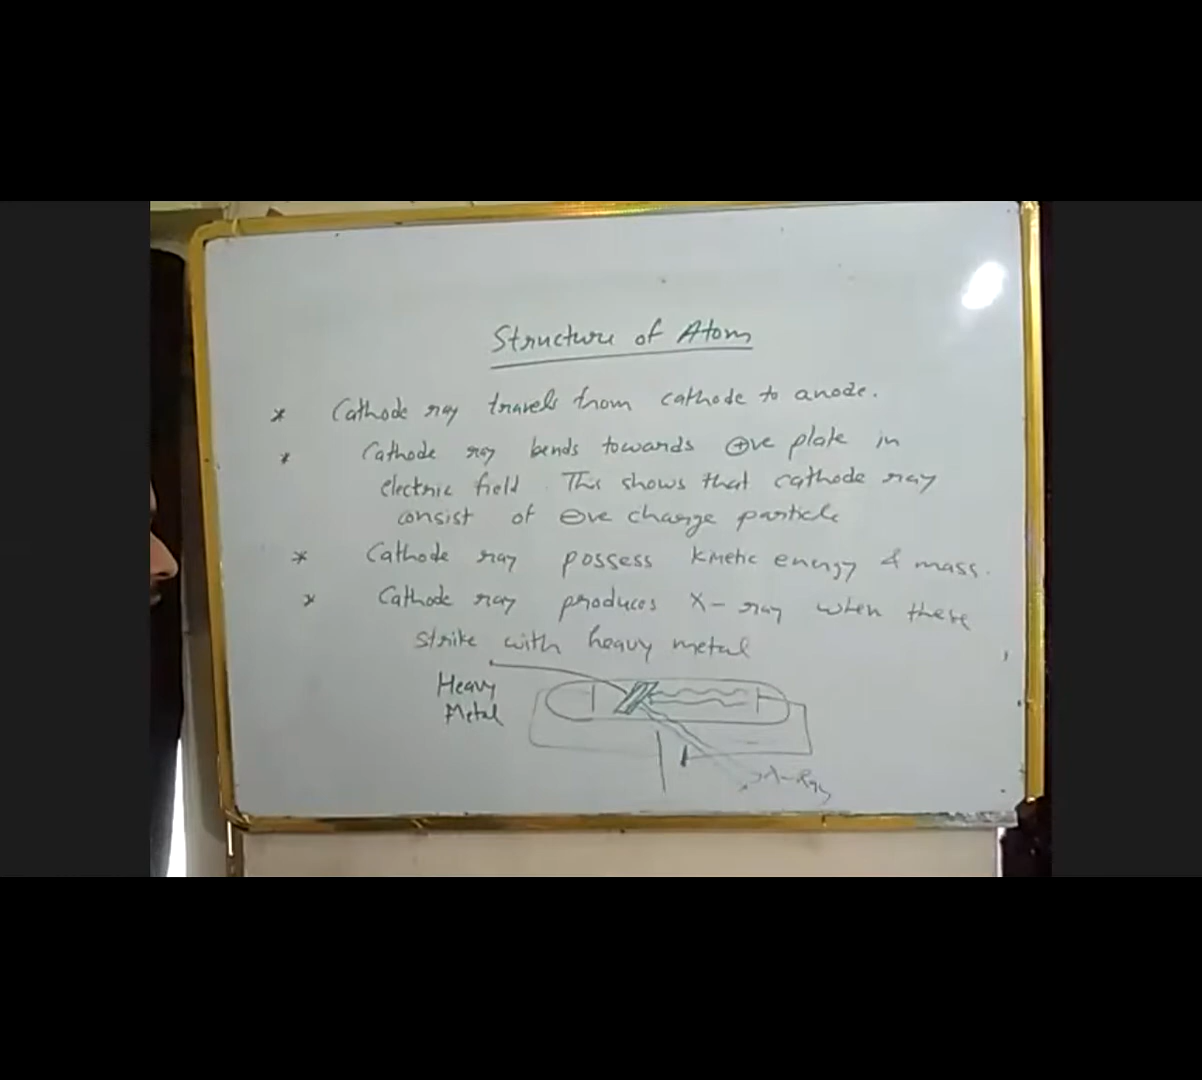 Structure of Atom
* Cathode ray travels from cathode to anode.
* Cathode ray bends towards ⊕ve plate in
electric field. This shows that cathode ray
consist of ⊖ve charge particle
* Cathode ray possess kinetic energy & mass.
* Cathode ray produces X-ray when these
strike with heavy metal
Heavy
Metal
X-Ray